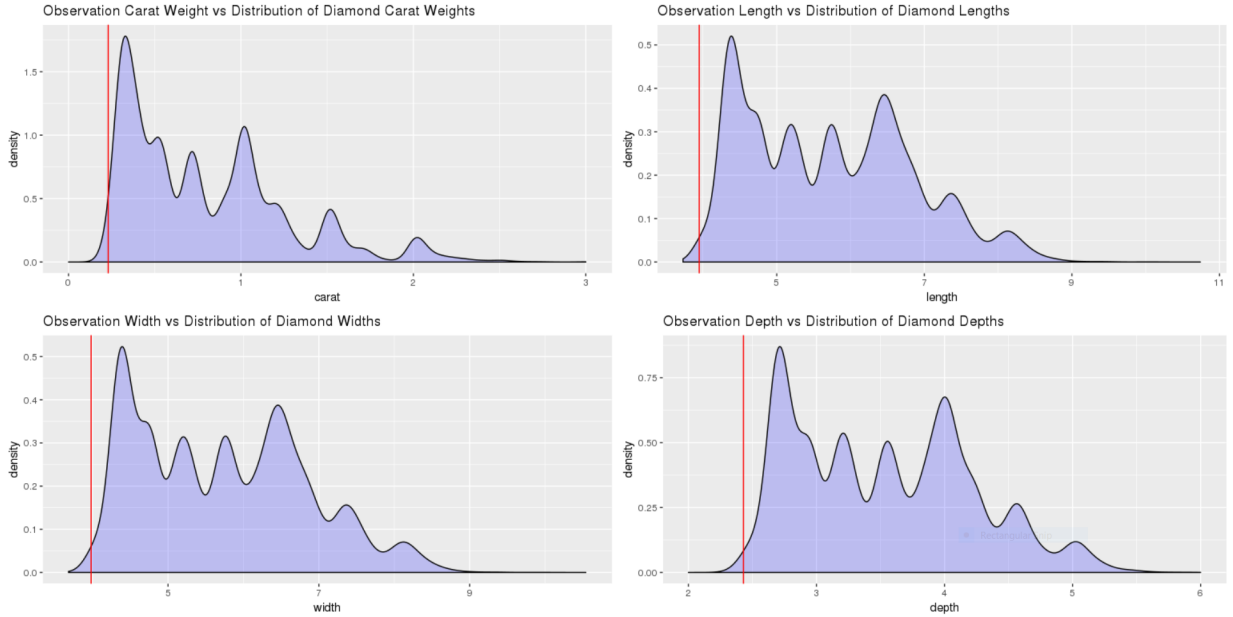 Observation Carat Weight vs Distribution of Diamond Carat Weights
density
1.5
1.0
0.5
0.0
0 1 2 3
carat
Observation Length vs Distribution of Diamond Lengths
density
0.5
0.4
0.3
0.2
0.1
0.0
5 7 9 11
length
Observation Width vs Distribution of Diamond Widths
density
0.5
0.4
0.3
0.2
0.1
0.0
5 7 9
width
Observation Depth vs Distribution of Diamond Depths
density
0.75
0.50
0.25
0.00
2 3 4 5 6
depth